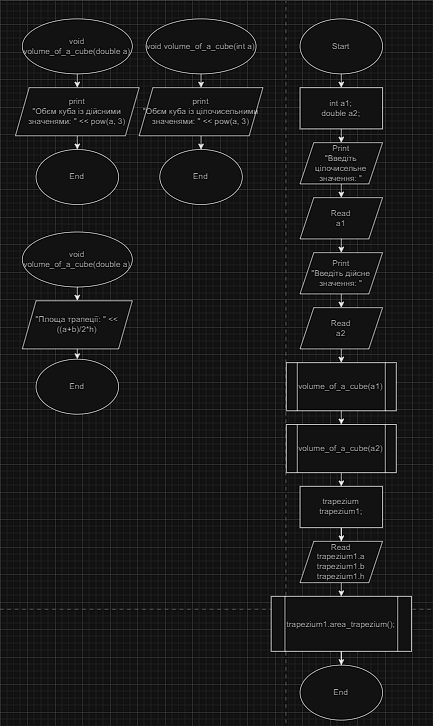 void
volume_of_a_cube(double a)
print
"Обєм куба із дійсними
значенями: " << pow(a, 3)
End
void volume_of_a_cube(int a)
print
"Обєм куба із цілочисельними
значенями: " << pow(a, 3)
End
void
volume_of_a_cube(double a)
"Площа трапеції: " <<
((a+b)/2*h)
End
Start
int a1;
double a2;
Print
"Введіть
цілочисельне
значення: "
Read
a1
Print
"Введіть дійсне
значення: "
Read
a2
volume_of_a_cube(a1)
volume_of_a_cube(a2)
trapezium
trapezium1;
Read
trapezium1.a
trapezium1.b
trapezium1.h
trapezium1.area_trapezium();
End